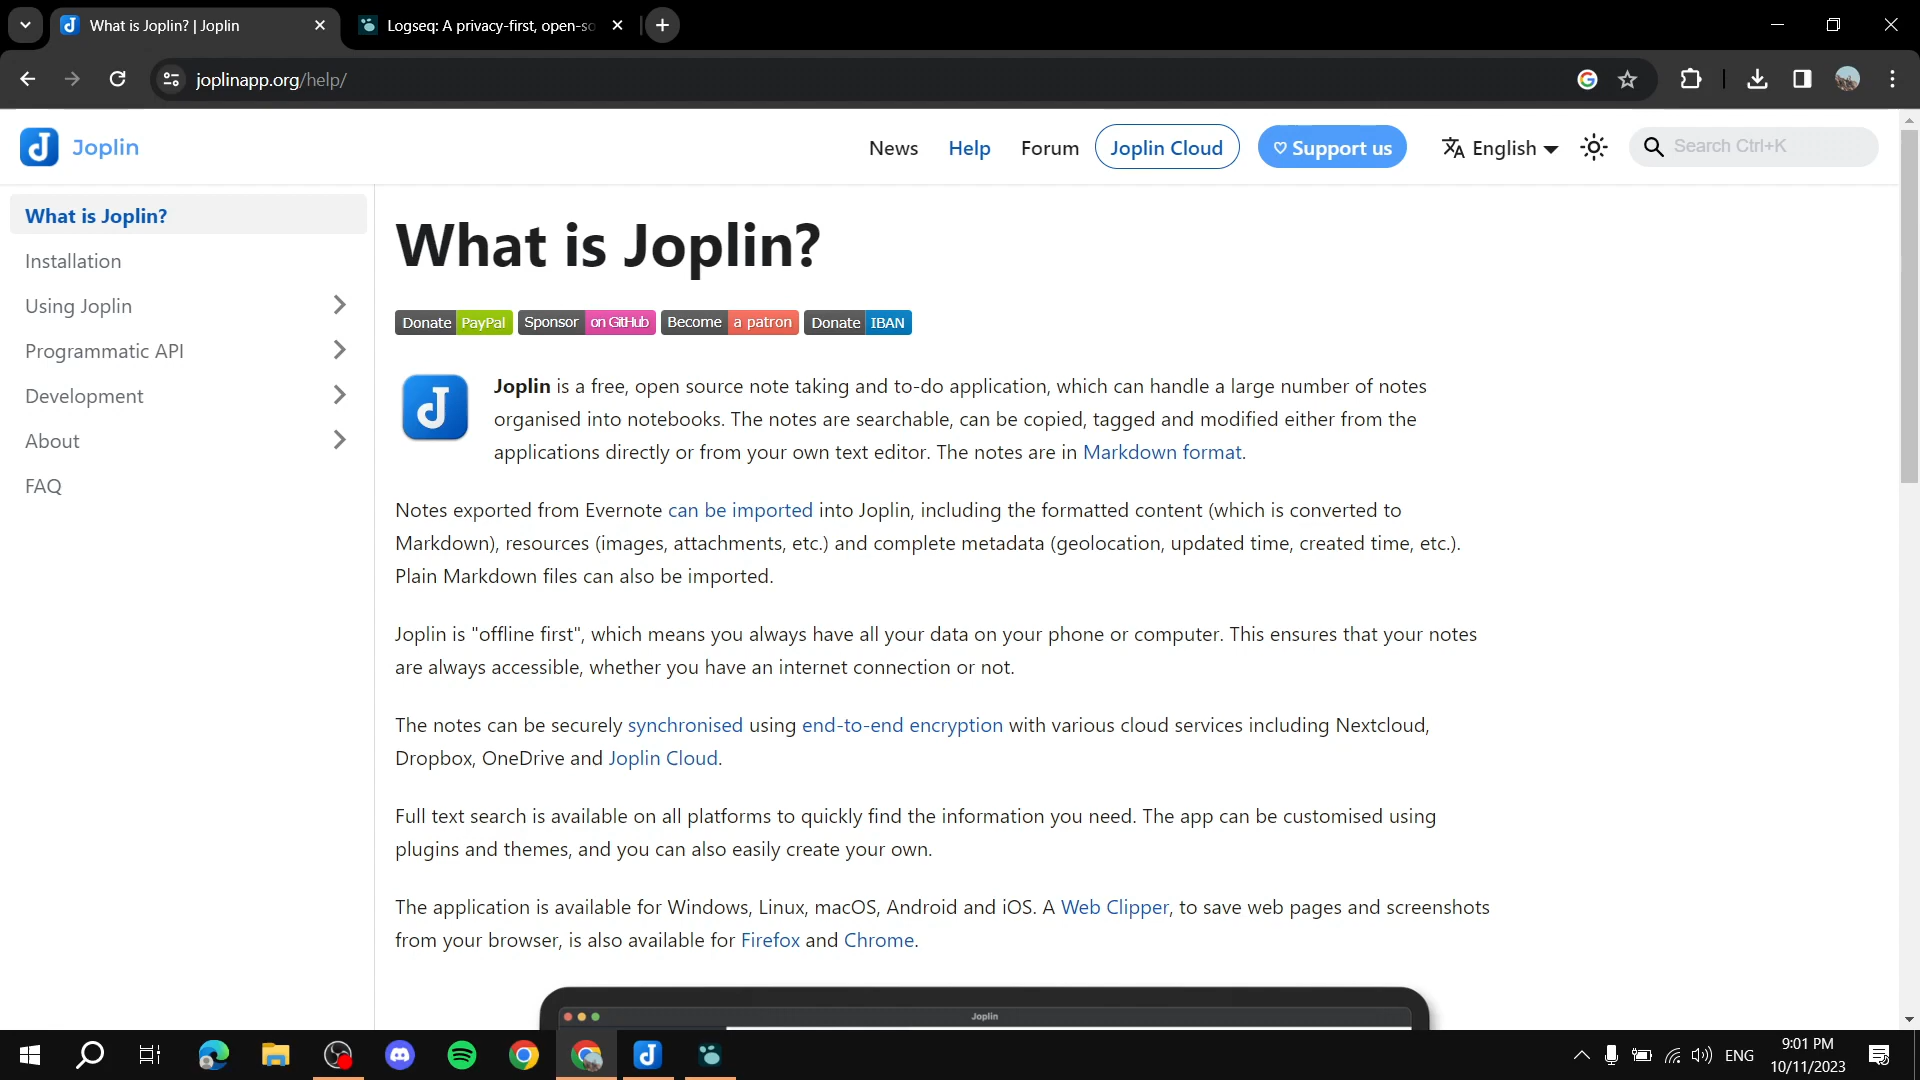 What is Joplin? | Joplin
Logseq: A privacy-first, open-so
joplinapp.org/help/
Joplin
News
Help
Forum
Joplin Cloud
Support us
English
Search Ctrl+K
What is Joplin?
Installation
Using Joplin
Programmatic API
Development
About
FAQ
What is Joplin?
Donate PayPal
Sponsor on GitHub
Become a patron
Donate IBAN
Joplin is a free, open source note taking and to-do application, which can handle a large number of notes
organised into notebooks. The notes are searchable, can be copied, tagged and modified either from the
applications directly or from your own text editor. The notes are in Markdown format.
Notes exported from Evernote can be imported into Joplin, including the formatted content (which is converted to
Markdown), resources (images, attachments, etc.) and complete metadata (geolocation, updated time, created time, etc.).
Plain Markdown files can also be imported.
Joplin is "offline first", which means you always have all your data on your phone or computer. This ensures that your notes
are always accessible, whether you have an internet connection or not.
The notes can be securely synchronised using end-to-end encryption with various cloud services including Nextcloud,
Dropbox, OneDrive and Joplin Cloud.
Full text search is available on all platforms to quickly find the information you need. The app can be customised using
plugins and themes, and you can also easily create your own.
The application is available for Windows, Linux, macOS, Android and iOS. A Web Clipper, to save web pages and screenshots
from your browser, is also available for Firefox and Chrome.
Joplin
ENG
9:01 PM
10/11/2023